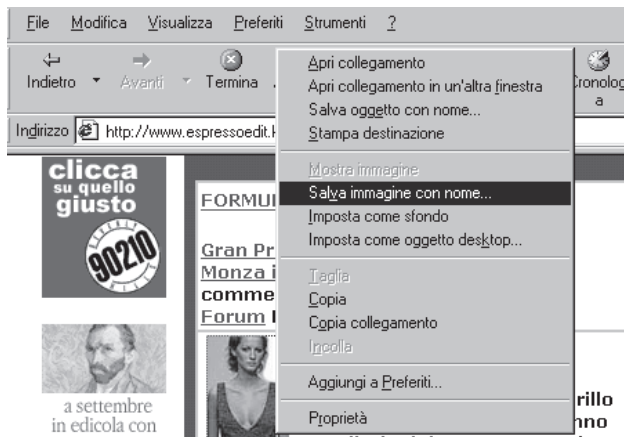 File Modifica Visualizza Preferiti Strumenti ?
Indietro Avanti Termina
Cronolog
a
Indirizzo http://www.espressoedit.
Apri collegamento
Apri collegamento in un'altra finestra
Salva oggetto con nome...
Stampa destinazione
Mostra immagine
Salva immagine con nome...
Imposta come sfondo
Imposta come oggetto desktop...
Taglia
Copia
Copia collegamento
Incolla
Aggiungi a Preferiti...
Proprietà
clicca
su quello
giusto
BEVERLY
90210
HILLS
FORMU
Gran Pr
Monza i
comme
Forum
a settembre
in edicola con
rillo
nno